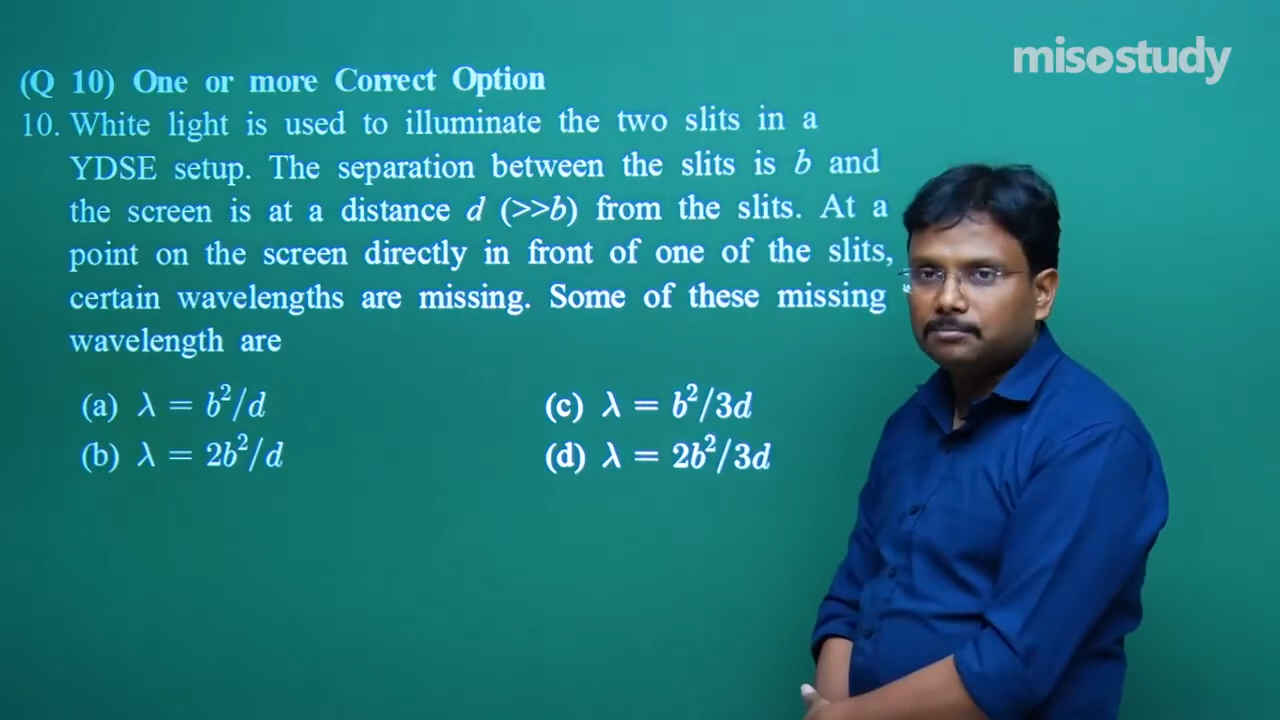 misostudy
(Q 10) One or more Correct Option
10. White light is used to illuminate the two slits in a
YDSE setup. The separation between the slits is b and
the screen is at a distance d (>>b) from the slits. At a
point on the screen directly in front of one of the slits,
certain wavelengths are missing. Some of these missing
wavelength are
(a) λ = b²/d
(c) λ = b²/3d
(b) λ = 2b²/d
(d) λ = 2b²/3d